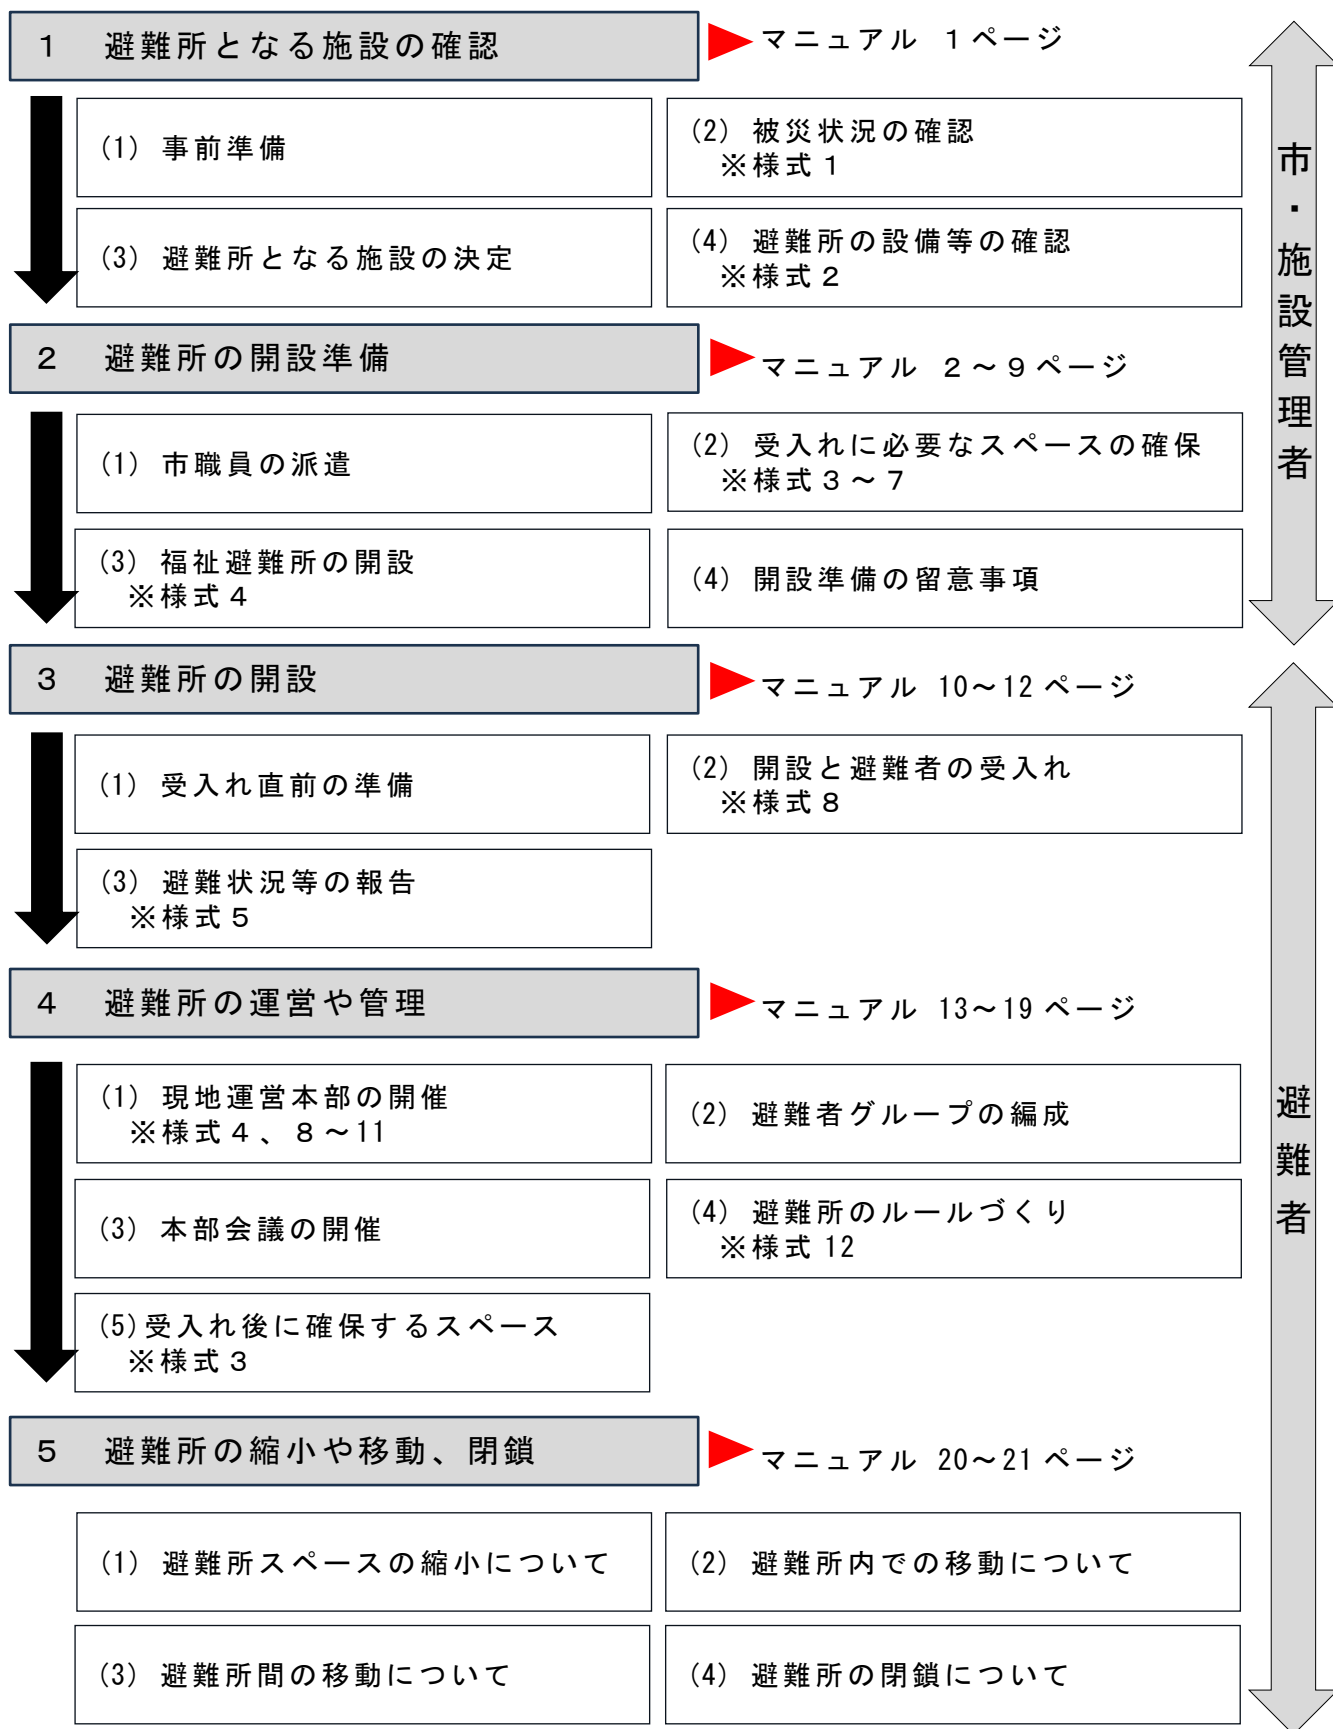 １　避難所となる施設の確認
マニュアル　１ページ
(1) 事前準備
(2) 被災状況の確認
※様式１
(3) 避難所となる施設の決定
(4) 避難所の設備等の確認
※様式２
２　避難所の開設準備
マニュアル　２～９ページ
(1) 市職員の派遣
(2) 受入れに必要なスペースの確保
※様式３～７
(3) 福祉避難所の開設
※様式４
(4) 開設準備の留意事項
市・施設管理者
３　避難所の開設
マニュアル 10～12 ページ
(1) 受入れ直前の準備
(2) 開設と避難者の受入れ
※様式８
(3) 避難状況等の報告
※様式５
４　避難所の運営や管理
マニュアル 13～19 ページ
(1) 現地運営本部の開催
※様式４、８～11
(2) 避難者グループの編成
(3) 本部会議の開催
(4) 避難所のルールづくり
※様式 12
(5)受入れ後に確保するスペース
※様式３
５　避難所の縮小や移動、閉鎖
マニュアル 20～21 ページ
(1) 避難所スペースの縮小について
(2) 避難所内での移動について
(3) 避難所間の移動について
(4) 避難所の閉鎖について
避難者